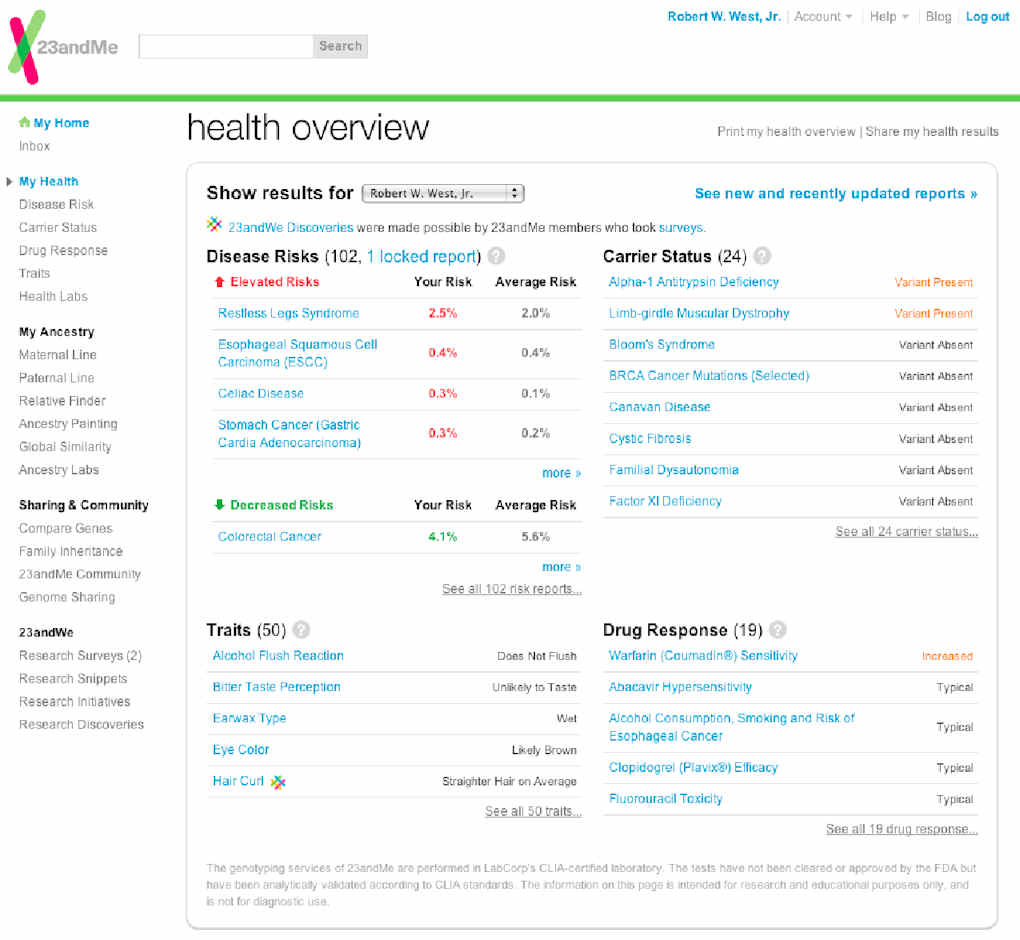 Robert W. West, Jr. | Account | Help | Blog | Log out
23andMe
Search
My Home
Inbox
My Health
Disease Risk
Carrier Status
Drug Response
Traits
Health Labs
My Ancestry
Maternal Line
Paternal Line
Relative Finder
Ancestry Painting
Global Similarity
Ancestry Labs
Sharing & Community
Compare Genes
Family Inheritance
23andMe Community
Genome Sharing
23andWe
Research Surveys (2)
Research Snippets
Research Initiatives
Research Discoveries
health overview
Print my health overview | Share my health results
Show results for Robert W. West, Jr.
See new and recently updated reports »
23andWe Discoveries were made possible by 23andMe members who took surveys.
Disease Risks (102, 1 locked report) ?
Elevated Risks Your Risk Average Risk
Restless Legs Syndrome 2.5% 2.0%
Esophageal Squamous Cell
Carcinoma (ESCC) 0.4% 0.4%
Celiac Disease 0.3% 0.1%
Stomach Cancer (Gastric
Cardia Adenocarcinoma) 0.3% 0.2%
more »
Decreased Risks Your Risk Average Risk
Colorectal Cancer 4.1% 5.6%
more »
See all 102 risk reports...
Carrier Status (24) ?
Alpha-1 Antitrypsin Deficiency Variant Present
Limb-girdle Muscular Dystrophy Variant Present
Bloom's Syndrome Variant Absent
BRCA Cancer Mutations (Selected) Variant Absent
Canavan Disease Variant Absent
Cystic Fibrosis Variant Absent
Familial Dysautonomia Variant Absent
Factor XI Deficiency Variant Absent
See all 24 carrier status...
Traits (50) ?
Alcohol Flush Reaction Does Not Flush
Bitter Taste Perception Unlikely to Taste
Earwax Type Wet
Eye Color Likely Brown
Hair Curl Straighter Hair on Average
See all 50 traits...
Drug Response (19) ?
Warfarin (Coumadin®) Sensitivity Increased
Abacavir Hypersensitivity Typical
Alcohol Consumption, Smoking and Risk of
Esophageal Cancer Typical
Clopidogrel (Plavix®) Efficacy Typical
Fluorouracil Toxicity Typical
See all 19 drug response...
The genotyping services of 23andMe are performed in LabCorp's CLIA-certified laboratory. The tests have not been cleared or approved by the FDA but
have been analytically validated according to CLIA standards. The information on this page is intended for research and educational purposes only, and
is not for diagnostic use.